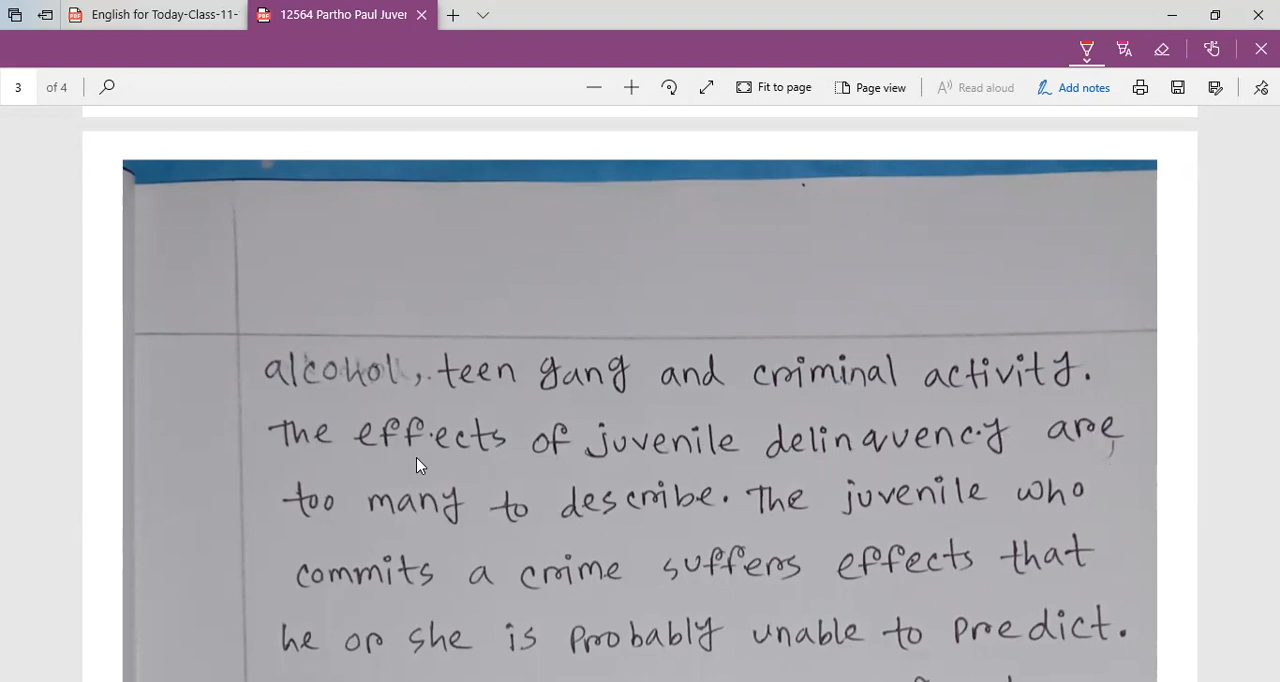 English for Today-Class-11-
12564 Partho Paul Juver
3 of 4
Fit to page
Page view
Read aloud
Add notes
alcohol, teen gang and criminal activity.
The effects of juvenile delinquency are
too many to describe. The juvenile who
commits a crime suffers effects that
he or she is probably unable to predict.